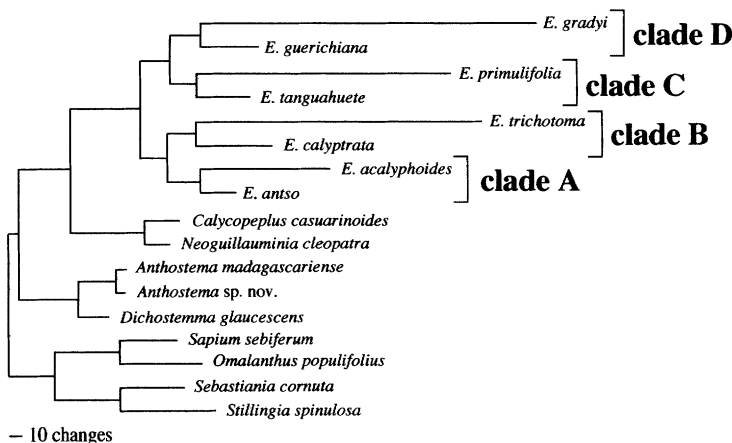 E. gradyi
clade D
E. guerichiana
E. primulifolia
clade C
E. tanguahuete
E. trichotoma
clade B
E. calyptrata
E. acalyphoides
clade A
E. antso
Calycopeplus casuarinoides
Neoguillauminia cleopatra
Anthostema madagascariense
Anthostema sp. nov.
Dichostemma glaucescens
Sapium sebiferum
Omalanthus populifolius
Sebastiania cornuta
Stillingia spinulosa
– 10 changes